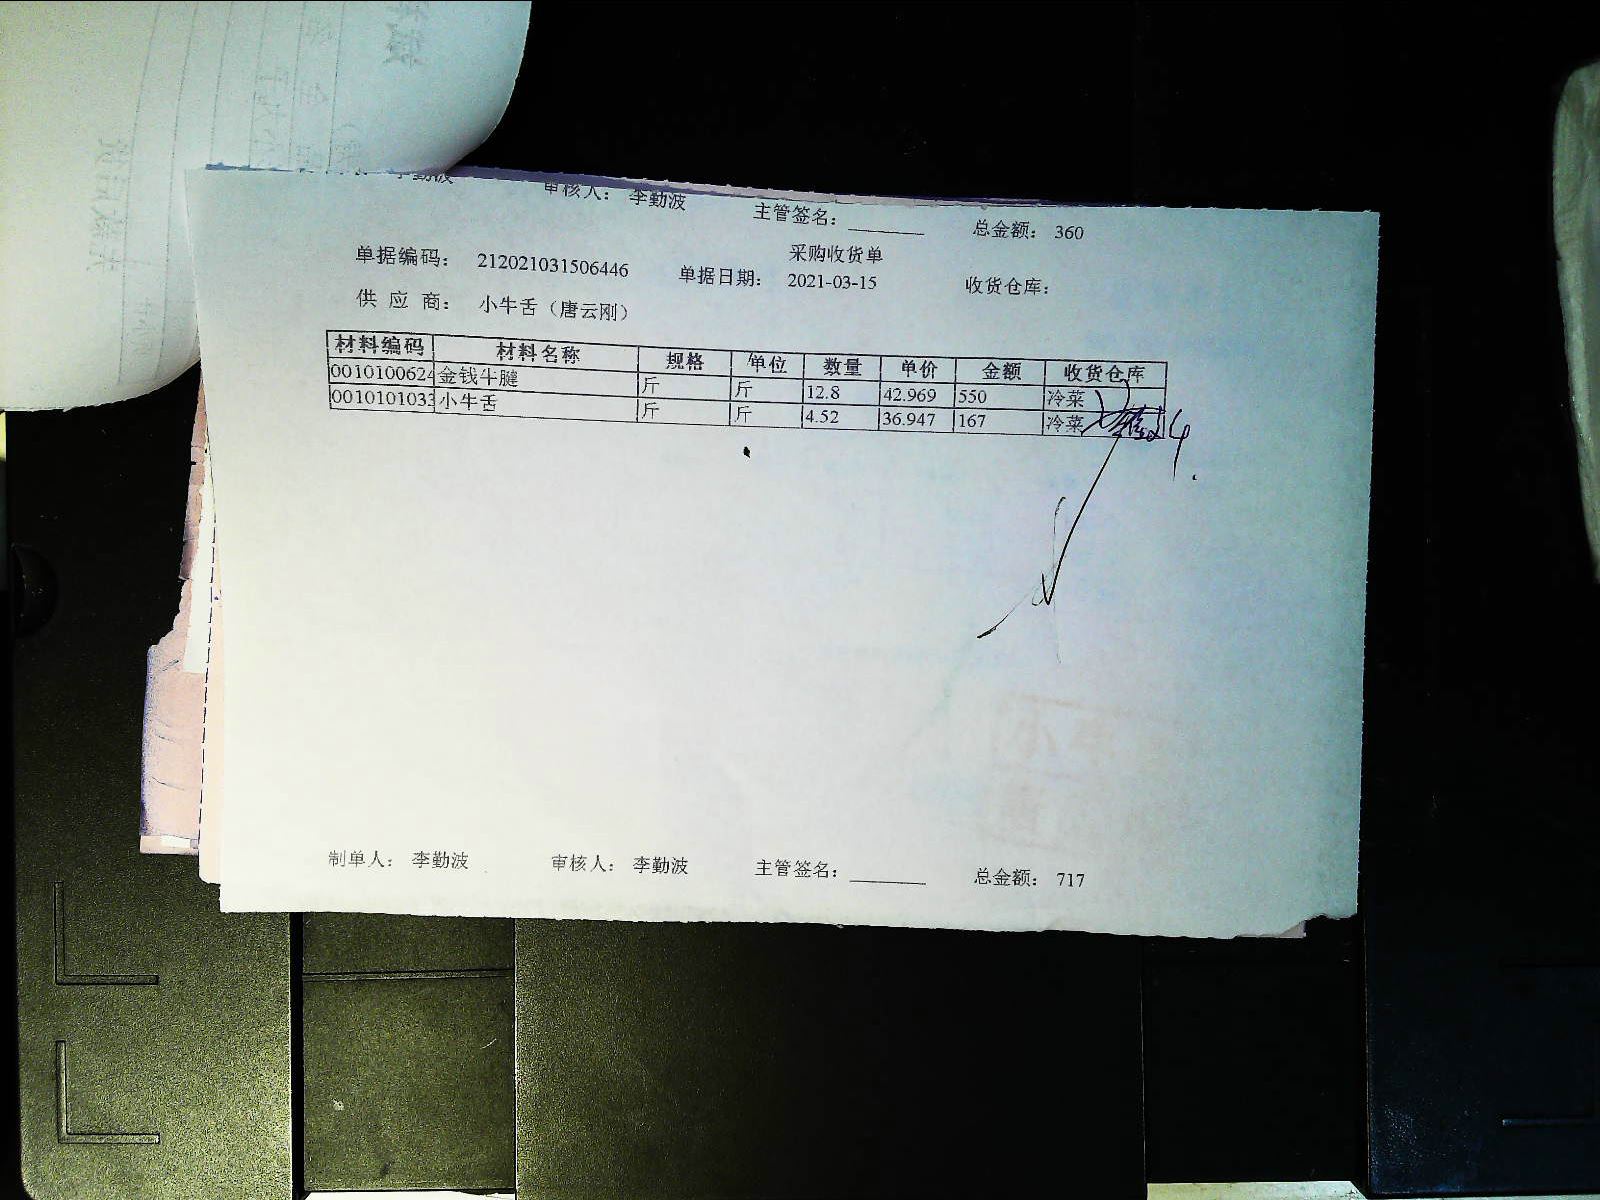 李勤波 审核人： 李勤波 主管签名： 总金额： 360
采购收货单
单据编码： 212021031506446 单据日期： 2021-03-15 收货仓库：
供 应 商： 小牛舌（唐云刚）
材料编码 材料名称 规格 单位 数量 单价 金额 收货仓库
0010100624 金钱牛腱 斤 斤 12.8 42.969 550 冷菜
0010101033 小牛舌 斤 斤 4.52 36.947 167 冷菜
制单人： 李勤波 审核人： 李勤波 主管签名： 总金额： 717